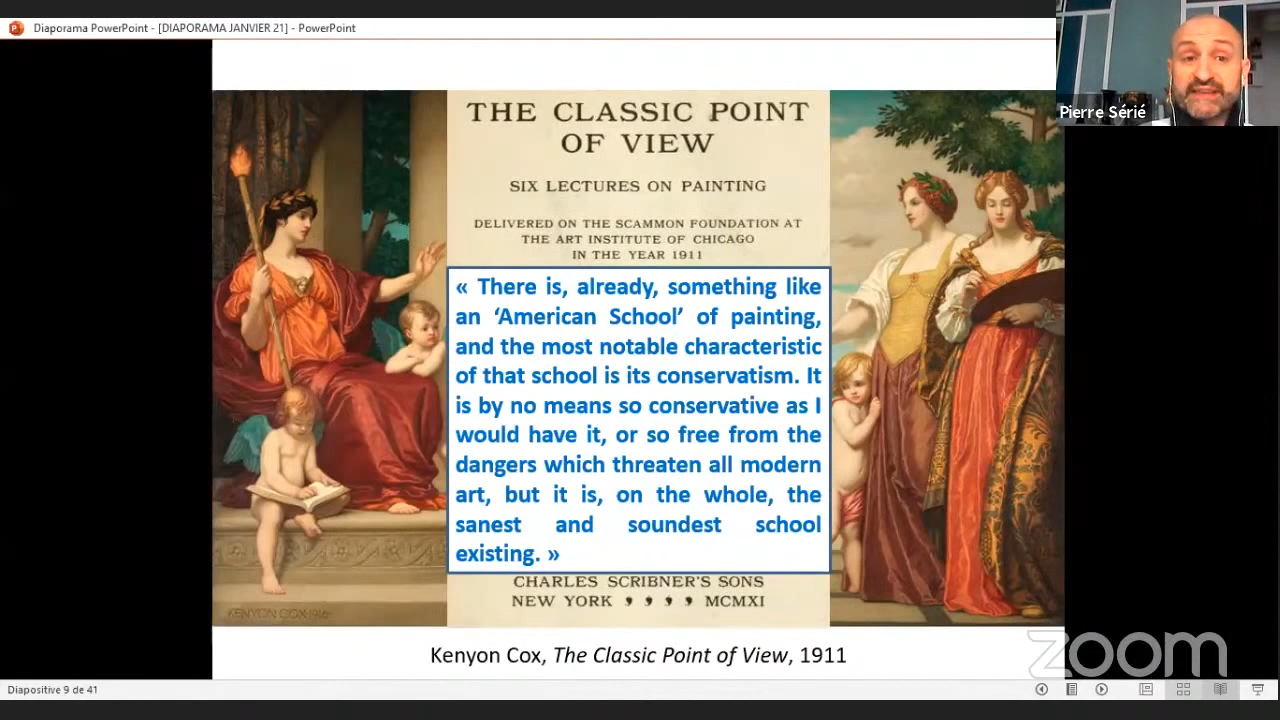 Diaporama PowerPoint - [DIAPORAMA JANVIER 21] - PowerPoint
Pierre Sérié
THE CLASSIC POINT
OF VIEW
SIX LECTURES ON PAINTING
DELIVERED ON THE SCAMMON FOUNDATION AT
THE ART INSTITUTE OF CHICAGO
IN THE YEAR 1911
« There is, already, something like
an ‘American School’ of painting,
and the most notable characteristic
of that school is its conservatism. It
is by no means so conservative as I
would have it, or so free from the
dangers which threaten all modern
art, but it is, on the whole, the
sanest and soundest school
existing. »
CHARLES SCRIBNER'S SONS
NEW YORK MCMXI
KENYON COX
Kenyon Cox, The Classic Point of View, 1911
zoom
Diapositive 9 de 41